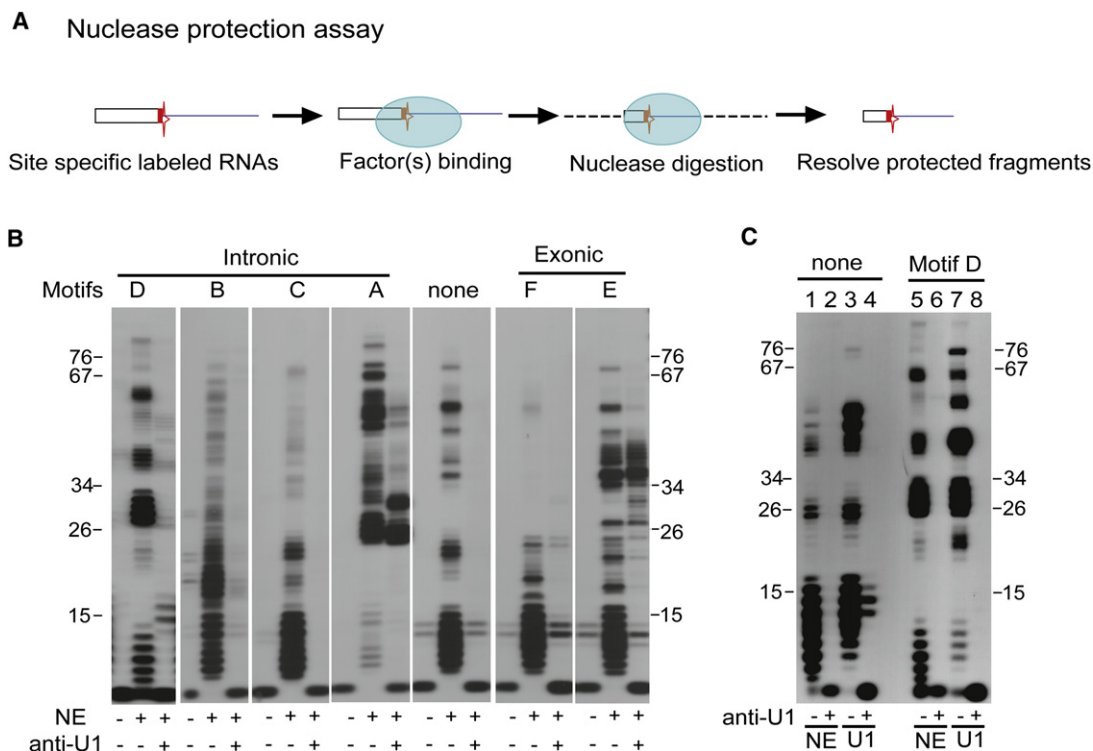 A Nuclease protection assay
Site specific labeled RNAs Factor(s) binding Nuclease digestion Resolve protected fragments
B
Intronic Exonic
Motifs D B C A none F E
76– –76
67– –67
34– –34
26– –26
15– –15
NE - + + - + + - + + - + + - + + - + + - + +
anti-U1 - - + - - + - - + - - + - - + - - + - - +
C
none Motif D
1 2 3 4 5 6 7 8
76– –76
67– –67
34– –34
26– –26
15– –15
anti-U1 - + - + - + - +
NE U1 NE U1